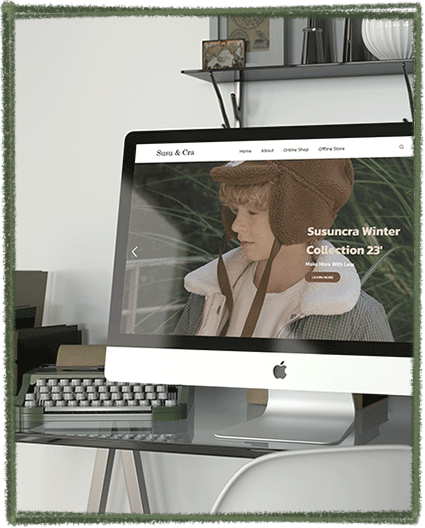 Susu & Cra
Home About Online Shop Offline Store
Susuncra Winter
Collection 23'
Make More With Less
LEARN MORE